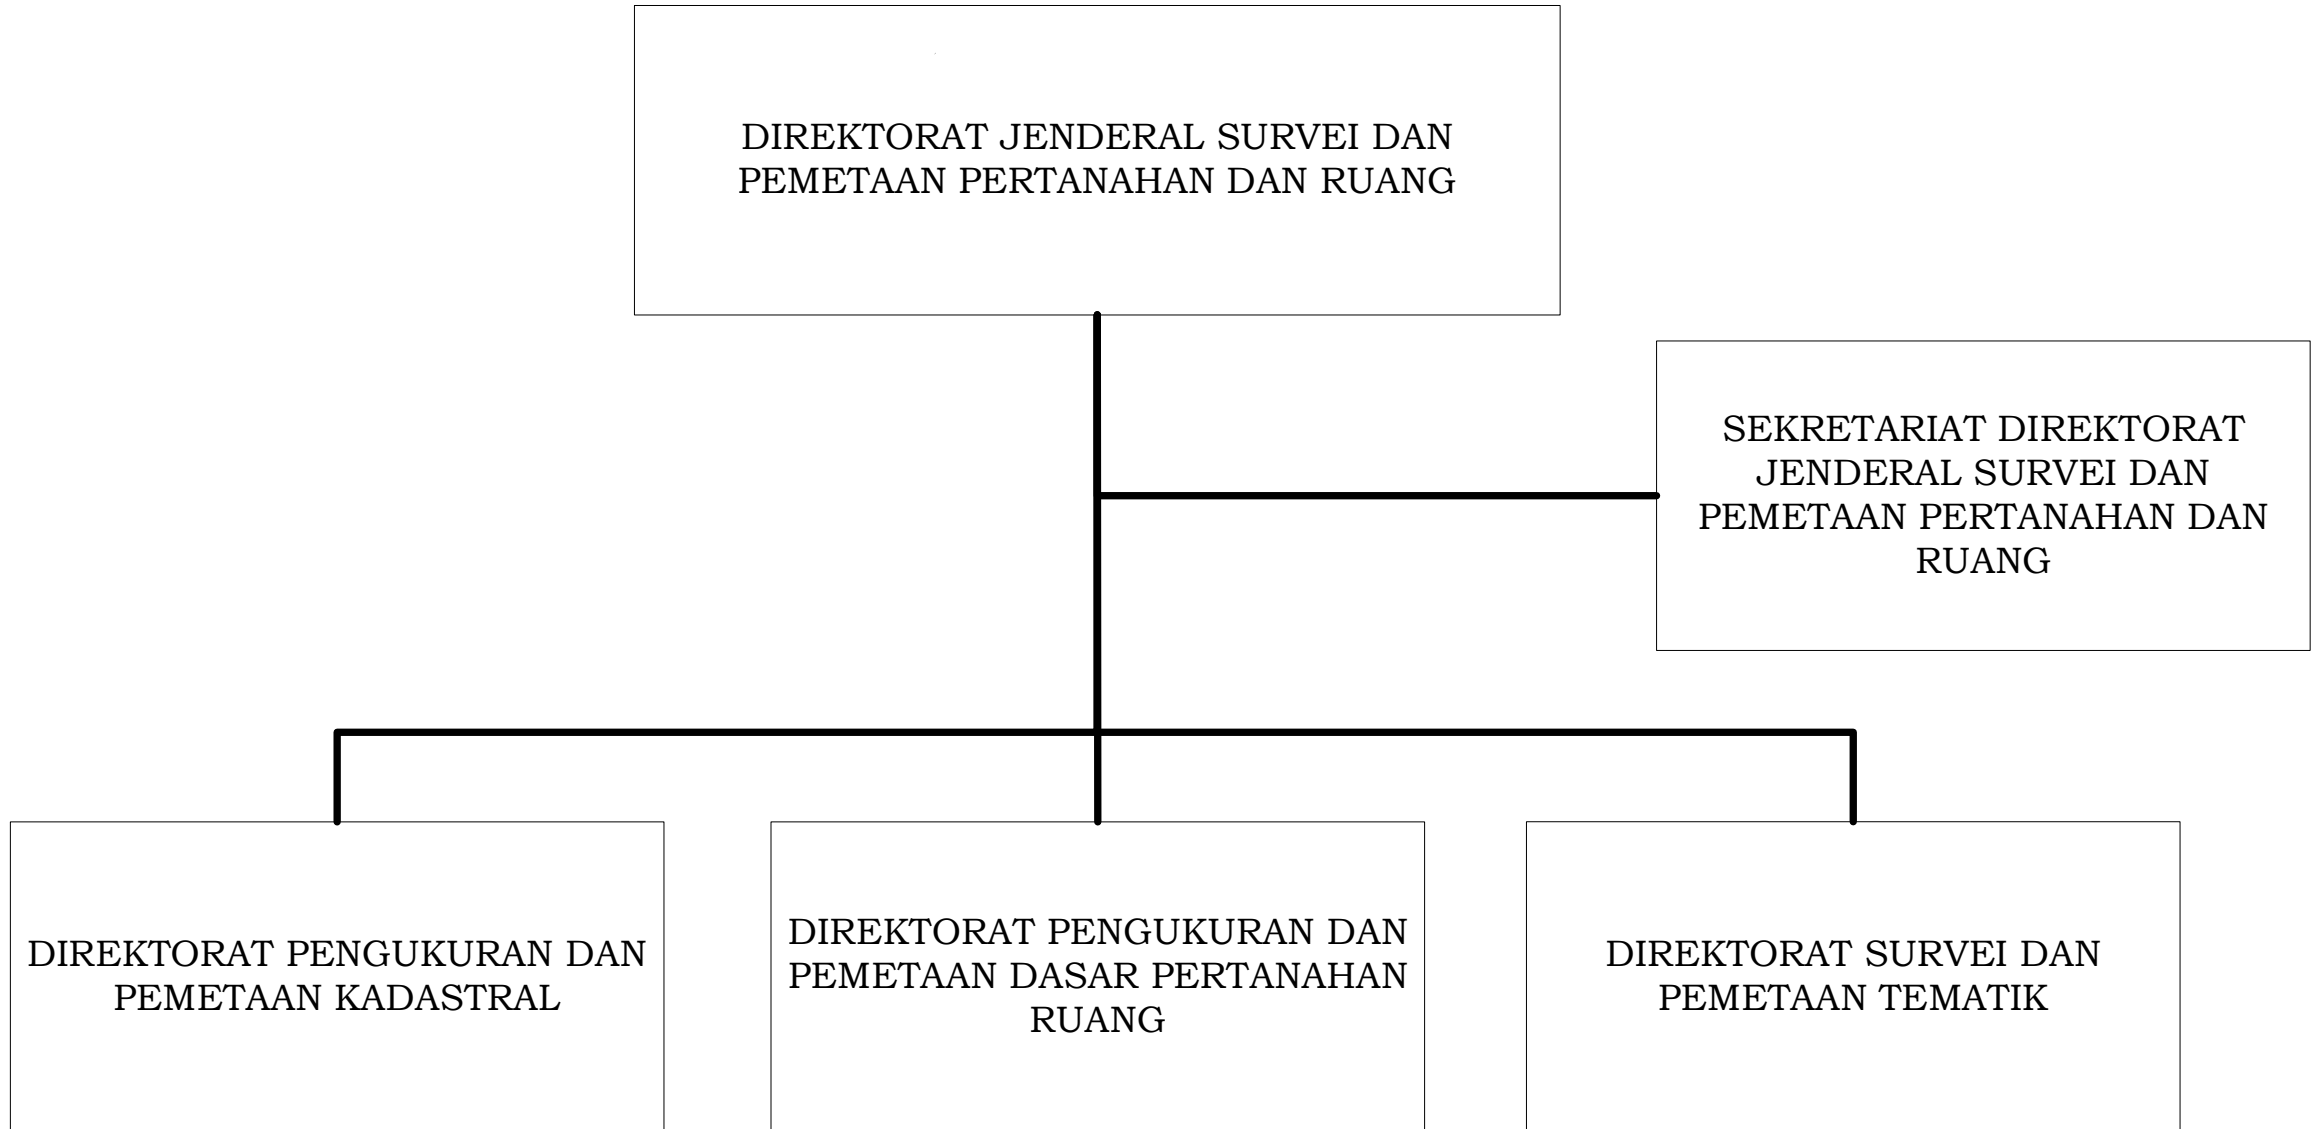 DIREKTORAT JENDERAL SURVEI DAN
PEMETAAN PERTANAHAN DAN RUANG
SEKRETARIAT DIREKTORAT
JENDERAL SURVEI DAN
PEMETAAN PERTANAHAN DAN
RUANG
DIREKTORAT PENGUKURAN DAN
PEMETAAN KADASTRAL
DIREKTORAT PENGUKURAN DAN
PEMETAAN DASAR PERTANAHAN
RUANG
DIREKTORAT SURVEI DAN
PEMETAAN TEMATIK